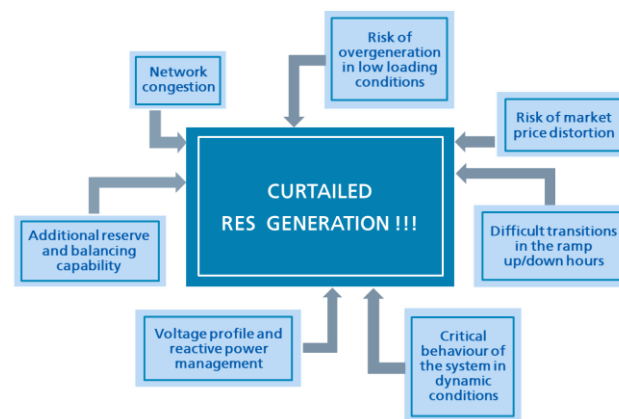 Risk of
overgeneration
in low loading
conditions
Network
congestion
Risk of market
price distortion
CURTAILED
RES GENERATION !!!
Additional reserve
and balancing
capability
Difficult transitions
in the ramp
up/down hours
Voltage profile and
reactive power
management
Critical
behaviour of
the system in
dynamic
conditions